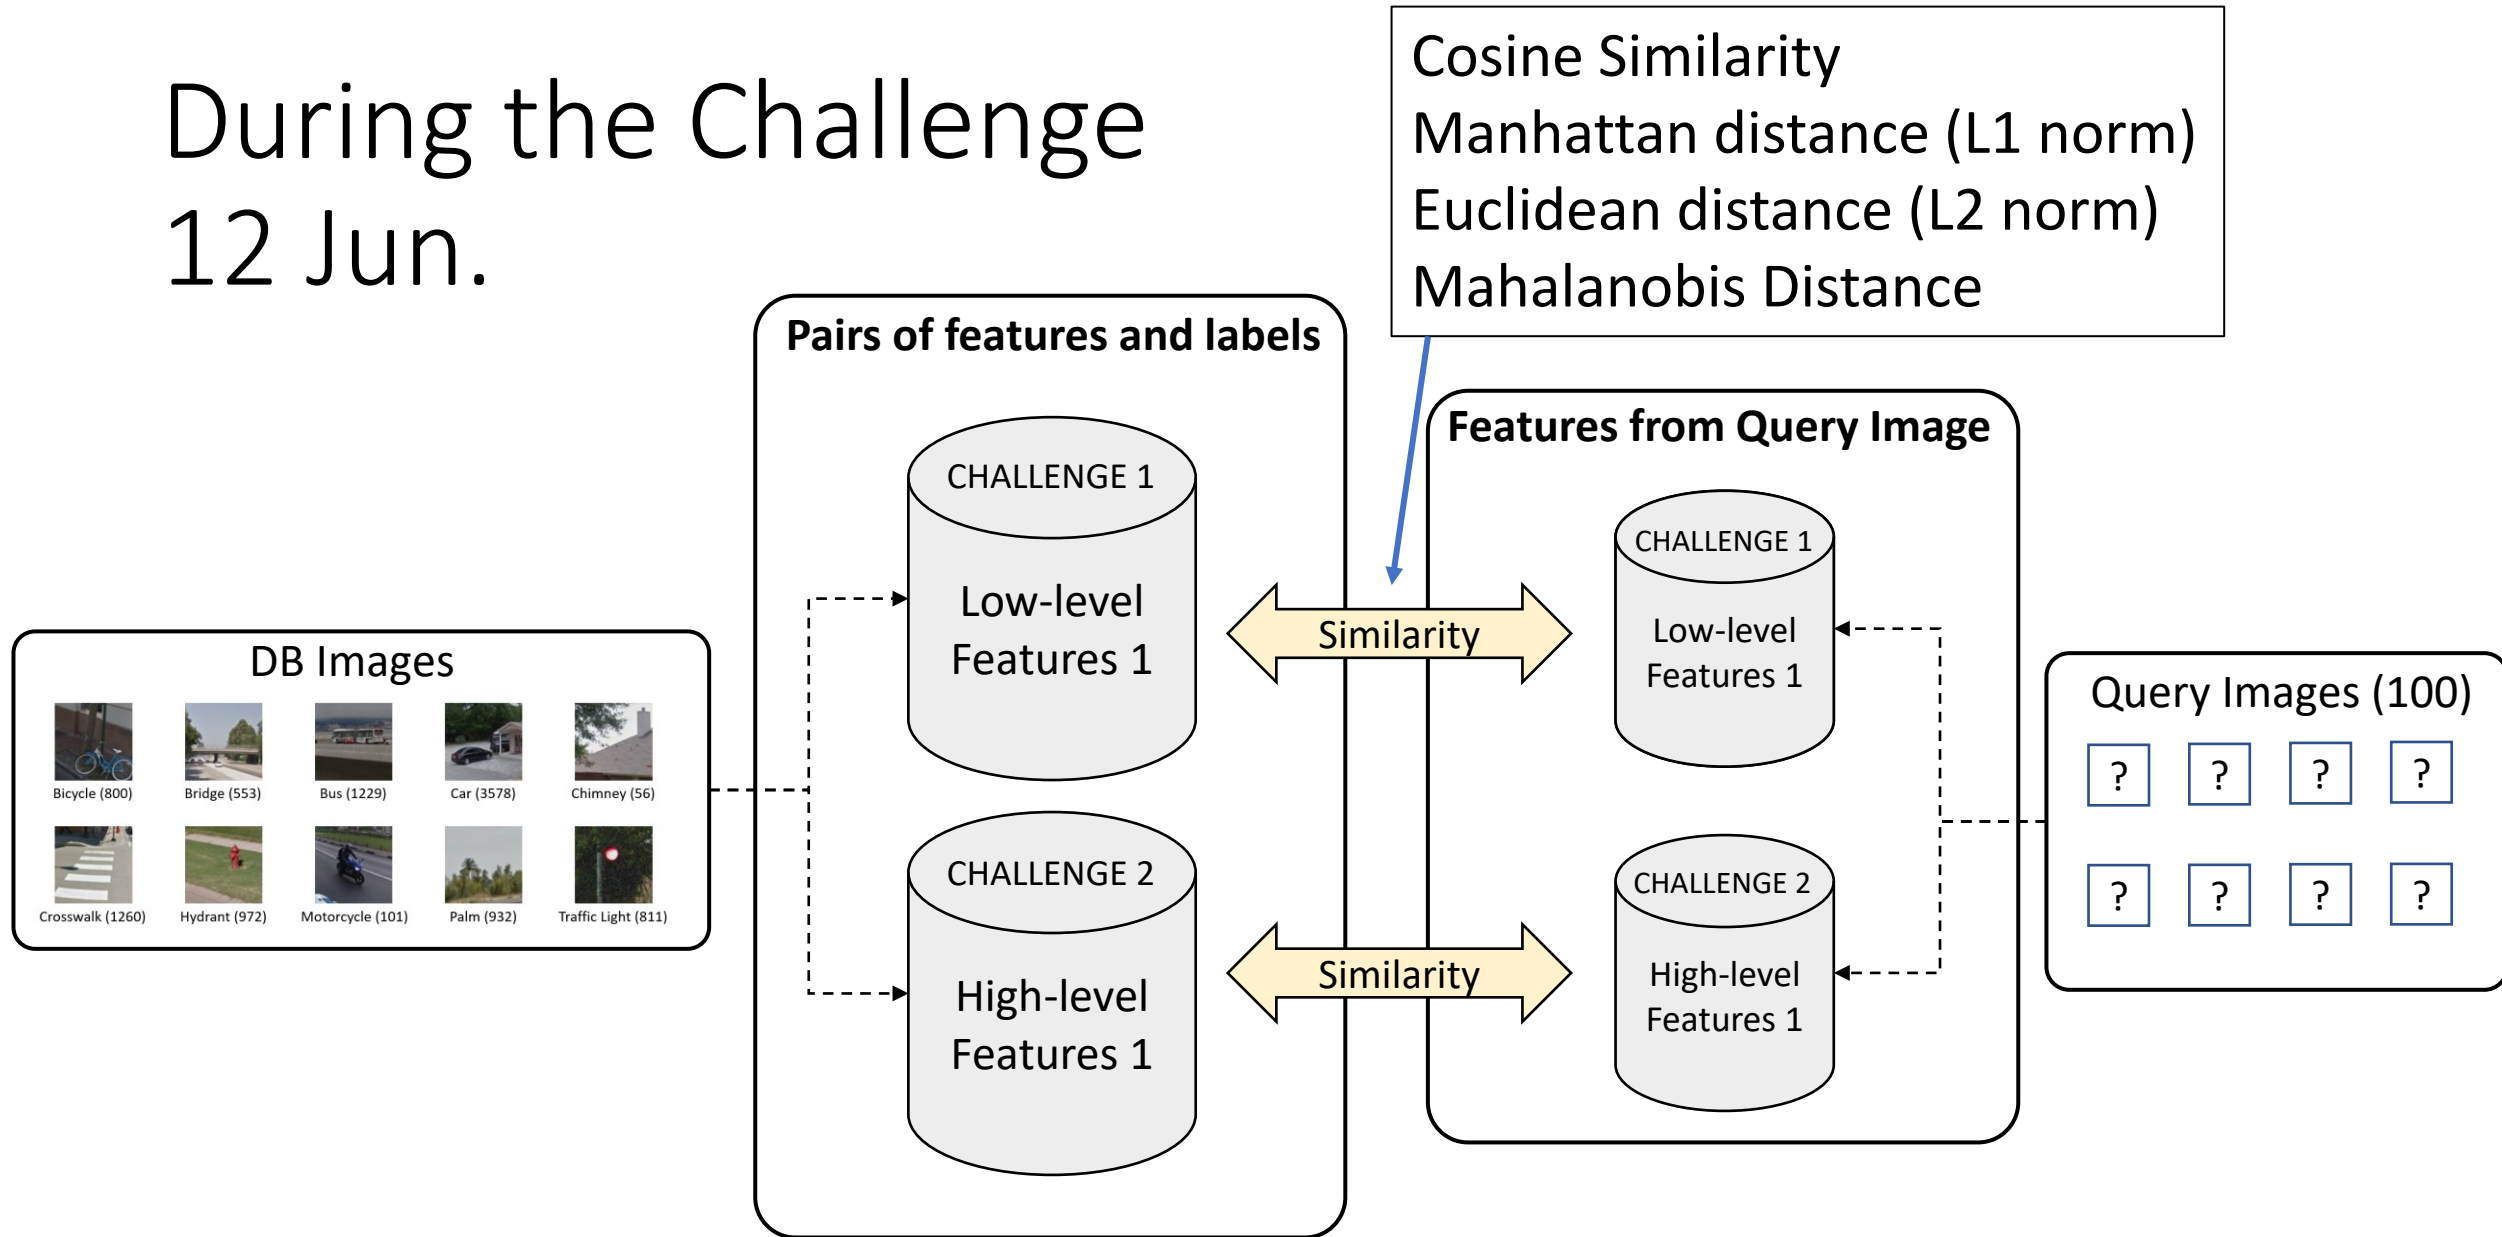 During the Challenge
12 Jun.
Cosine Similarity
Manhattan distance (L1 norm)
Euclidean distance (L2 norm)
Mahalanobis Distance
Pairs of features and labels
CHALLENGE 1
Low-level
Features 1
CHALLENGE 2
High-level
Features 1
Similarity
Similarity
Features from Query Image
CHALLENGE 1
Low-level
Features 1
CHALLENGE 2
High-level
Features 1
DB Images
Bicycle (800)
Bridge (553)
Bus (1229)
Car (3578)
Chimney (56)
Crosswalk (1260)
Hydrant (972)
Motorcycle (101)
Palm (932)
Traffic Light (811)
Query Images (100)
? ? ? ?
? ? ? ?